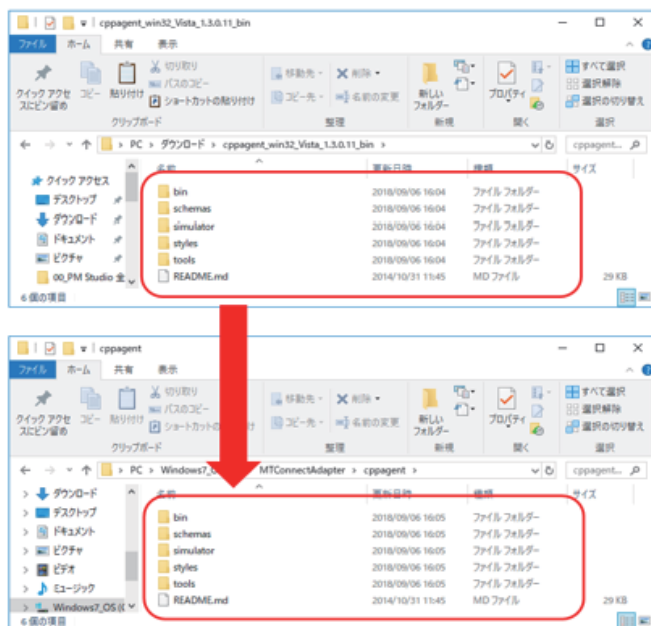 cppagent_win32_Vista_1.3.0.11_bin
ファイル ホーム 共有 表示
クイック アクセスにピン留め コピー 貼り付け
切り取り
パスのコピー
ショートカットの貼り付け
移動先 削除
コピー先 名前の変更
新しいフォルダー
プロパティ
すべて選択
選択解除
選択の切り替え
クリップボード 整理 新規 開く 選択
PC > ダウンロード > cppagent_win32_Vista_1.3.0.11_bin > cppagent...
名前 更新日時 種類 サイズ
クイック アクセス
デスクトップ
ダウンロード
ドキュメント
ピクチャ
00_PM Studio 全
bin 2018/09/06 16:04 ファイル フォルダー
schemas 2018/09/06 16:04 ファイル フォルダー
simulator 2018/09/06 16:04 ファイル フォルダー
styles 2018/09/06 16:04 ファイル フォルダー
tools 2018/09/06 16:04 ファイル フォルダー
README.md 2014/10/31 11:45 MD ファイル 29 KB
6 個の項目
cppagent
ファイル ホーム 共有 表示
クイック アクセスにピン留め コピー 貼り付け
切り取り
パスのコピー
ショートカットの貼り付け
移動先 削除
コピー先 名前の変更
新しいフォルダー
プロパティ
すべて選択
選択解除
選択の切り替え
クリップボード 整理 新規 開く 選択
PC > Windows7_ MTConnectAdapter > cppagent > cppagent...
名前 更新日時 種類 サイズ
ダウンロード
デスクトップ
ドキュメント
ピクチャ
ビデオ
ミュージック
Windows7_OS (C
bin 2018/09/06 16:05 ファイル フォルダー
schemas 2018/09/06 16:05 ファイル フォルダー
simulator 2018/09/06 16:05 ファイル フォルダー
styles 2018/09/06 16:05 ファイル フォルダー
tools 2018/09/06 16:05 ファイル フォルダー
README.md 2014/10/31 11:45 MD ファイル 29 KB
6 個の項目